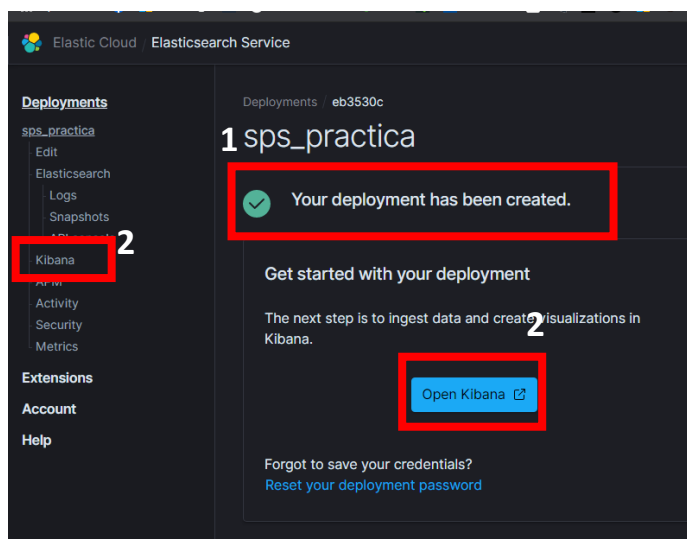 Elastic Cloud / Elasticsearch Service
Deployments
sps_practica
Edit
Elasticsearch
Logs
Snapshots
2
Kibana
APM
Activity
Security
Metrics
Extensions
Account
Help
Deployments / eb3530c
1
sps_practica
Your deployment has been created.
Get started with your deployment
The next step is to ingest data and create visualizations in
Kibana.
2
Open Kibana
Forgot to save your credentials?
Reset your deployment password